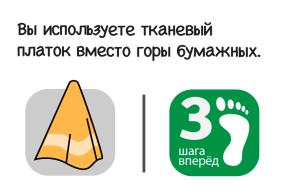 Вы используете тканевый
платок вместо горы бумажных.
3
шага
вперёд